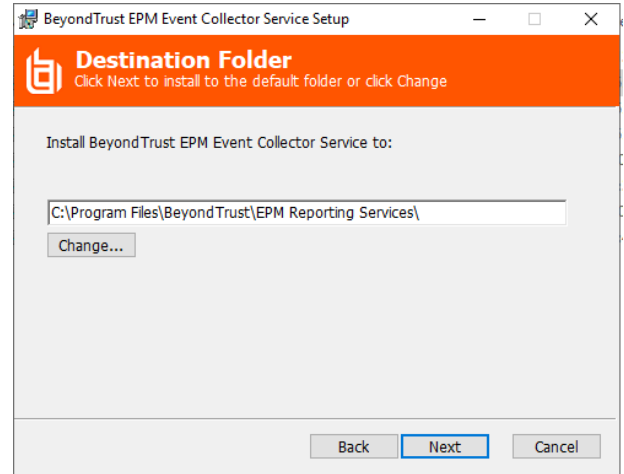 BeyondTrust EPM Event Collector Service Setup
Destination Folder
Click Next to install to the default folder or click Change
Install BeyondTrust EPM Event Collector Service to:
C:\Program Files\BeyondTrust\EPM Reporting Services\
Change...
Back Next Cancel